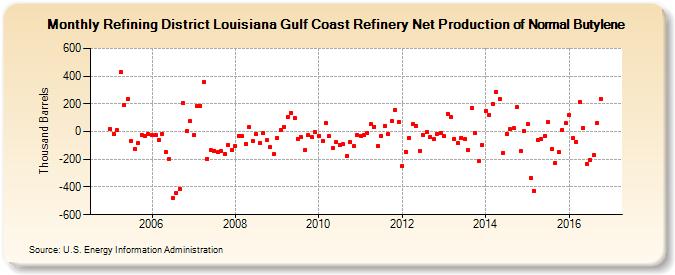 Monthly Refining District Louisiana Gulf Coast Refinery Net Production of Normal Butylene
Thousand Barrels
600
400
200
0
-200
-400
-600
2006 2008 2010 2012 2014 2016
Source: U.S. Energy Information Administration